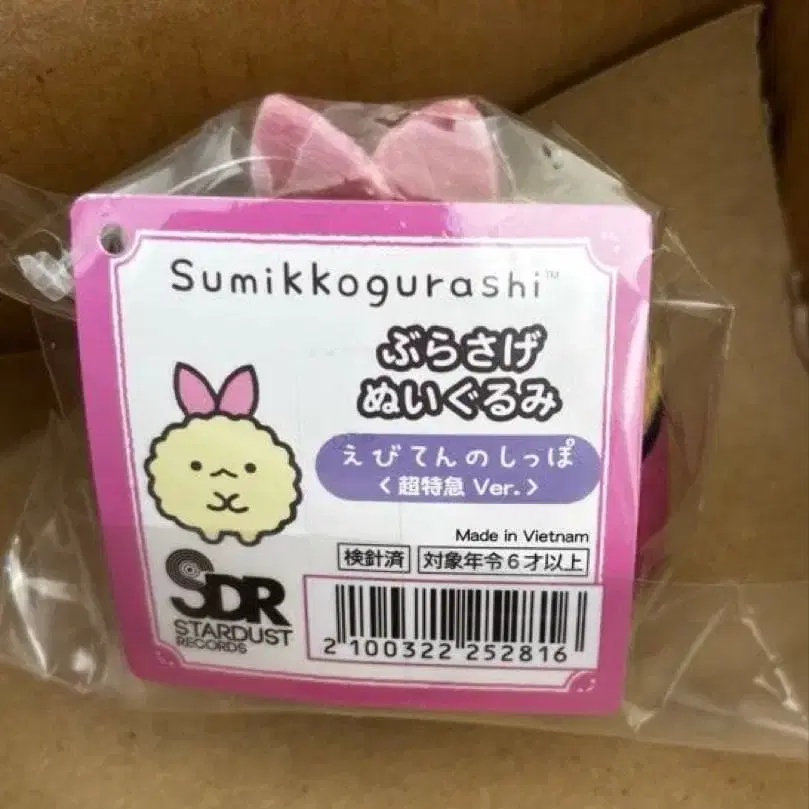 Sumikkogurashi™
ぶらさげ
ぬいぐるみ
えびてんのしっぽ
〈 超特急 Ver. 〉
Made in Vietnam
検針済 対象年令6才以上
SDR
STARDUST
RECORDS
2 100322 252816